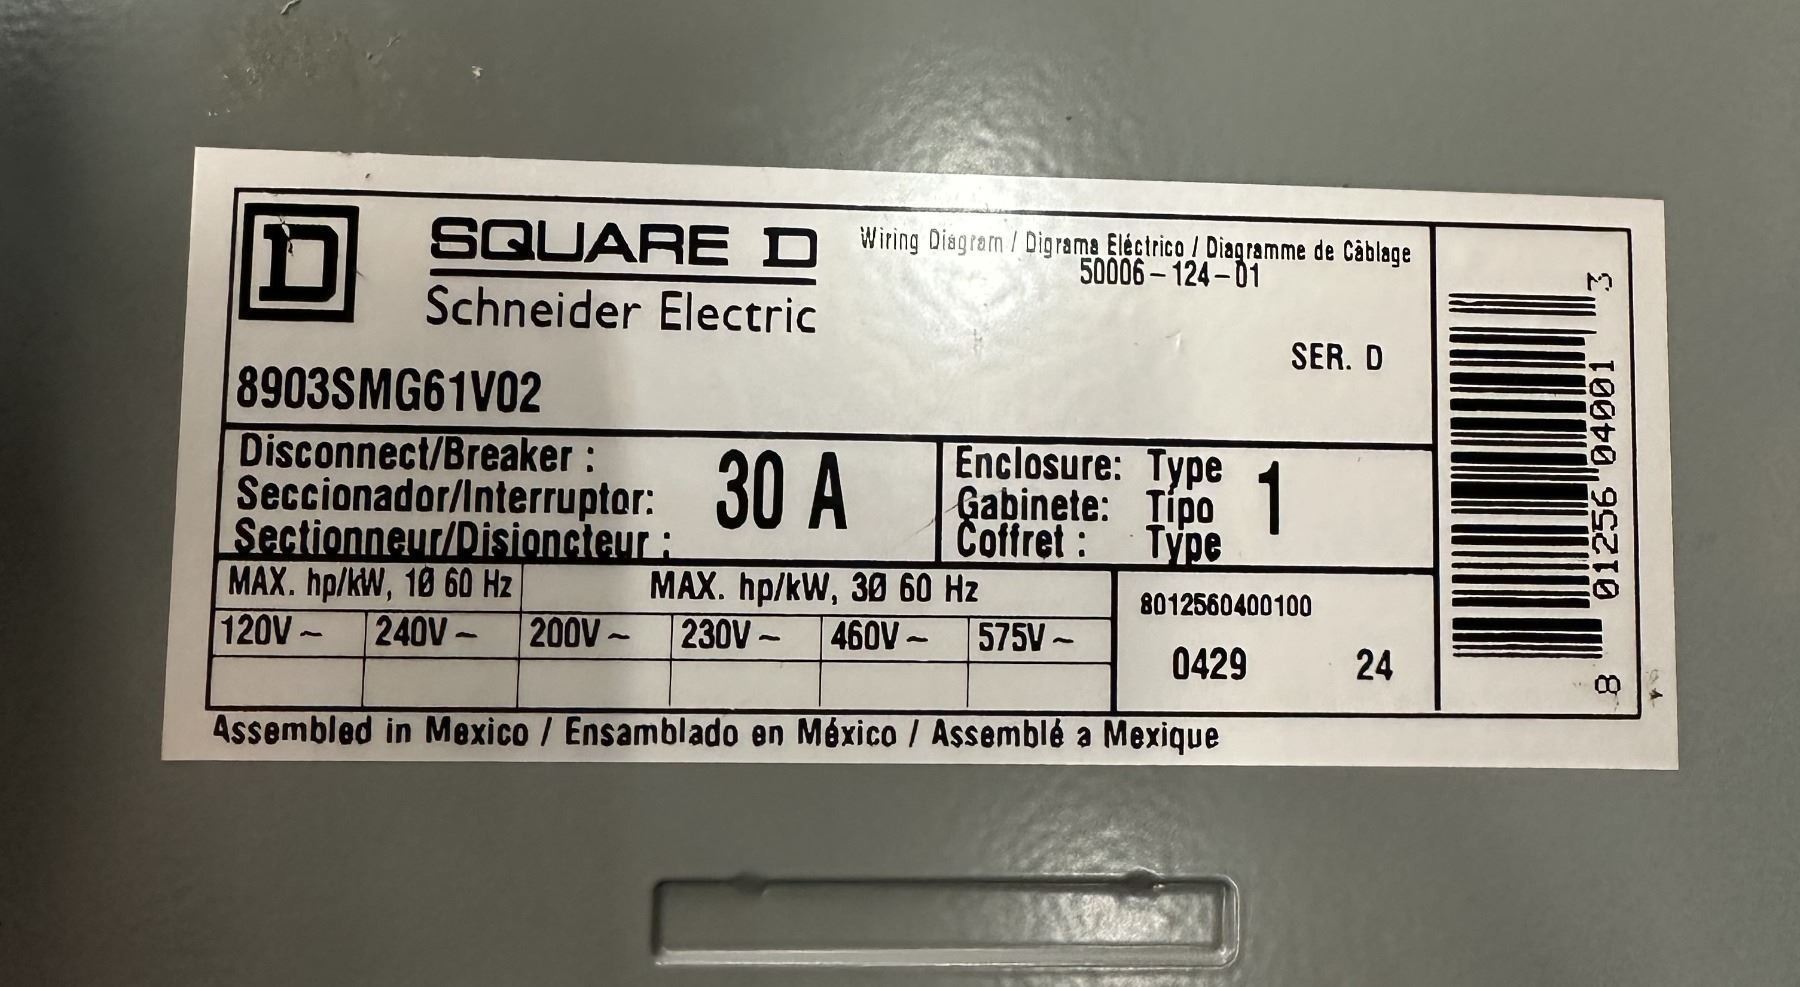 D
SQUARE D
Schneider Electric
Wiring Diagram / Digrama Eléctrico / Diagramme de Câblage
50006-124-01
SER. D
8903SMG61V02
Disconnect/Breaker :
Seccionador/Interruptor:
Sectionneur/Disjoncteur :
30 A
Enclosure: Type
Gabinete: Tipo
Coffret : Type
1
MAX. hp/kW, 1Ø 60 Hz
MAX. hp/kW, 3Ø 60 Hz
120V~ 240V~ 200V~ 230V~ 460V~ 575V~
8012560400100
0429 24
Assembled in Mexico / Ensamblado en México / Assemblé a Mexique
8 01256 04001 3